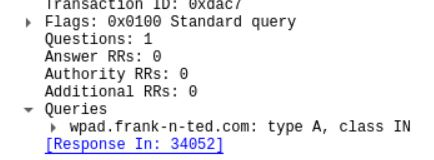 Transaction ID: 0xdac7
Flags: 0x0100 Standard query
Questions: 1
Answer RRs: 0
Authority RRs: 0
Additional RRs: 0
Queries
wpad.frank-n-ted.com: type A, class IN
[Response In: 34052]